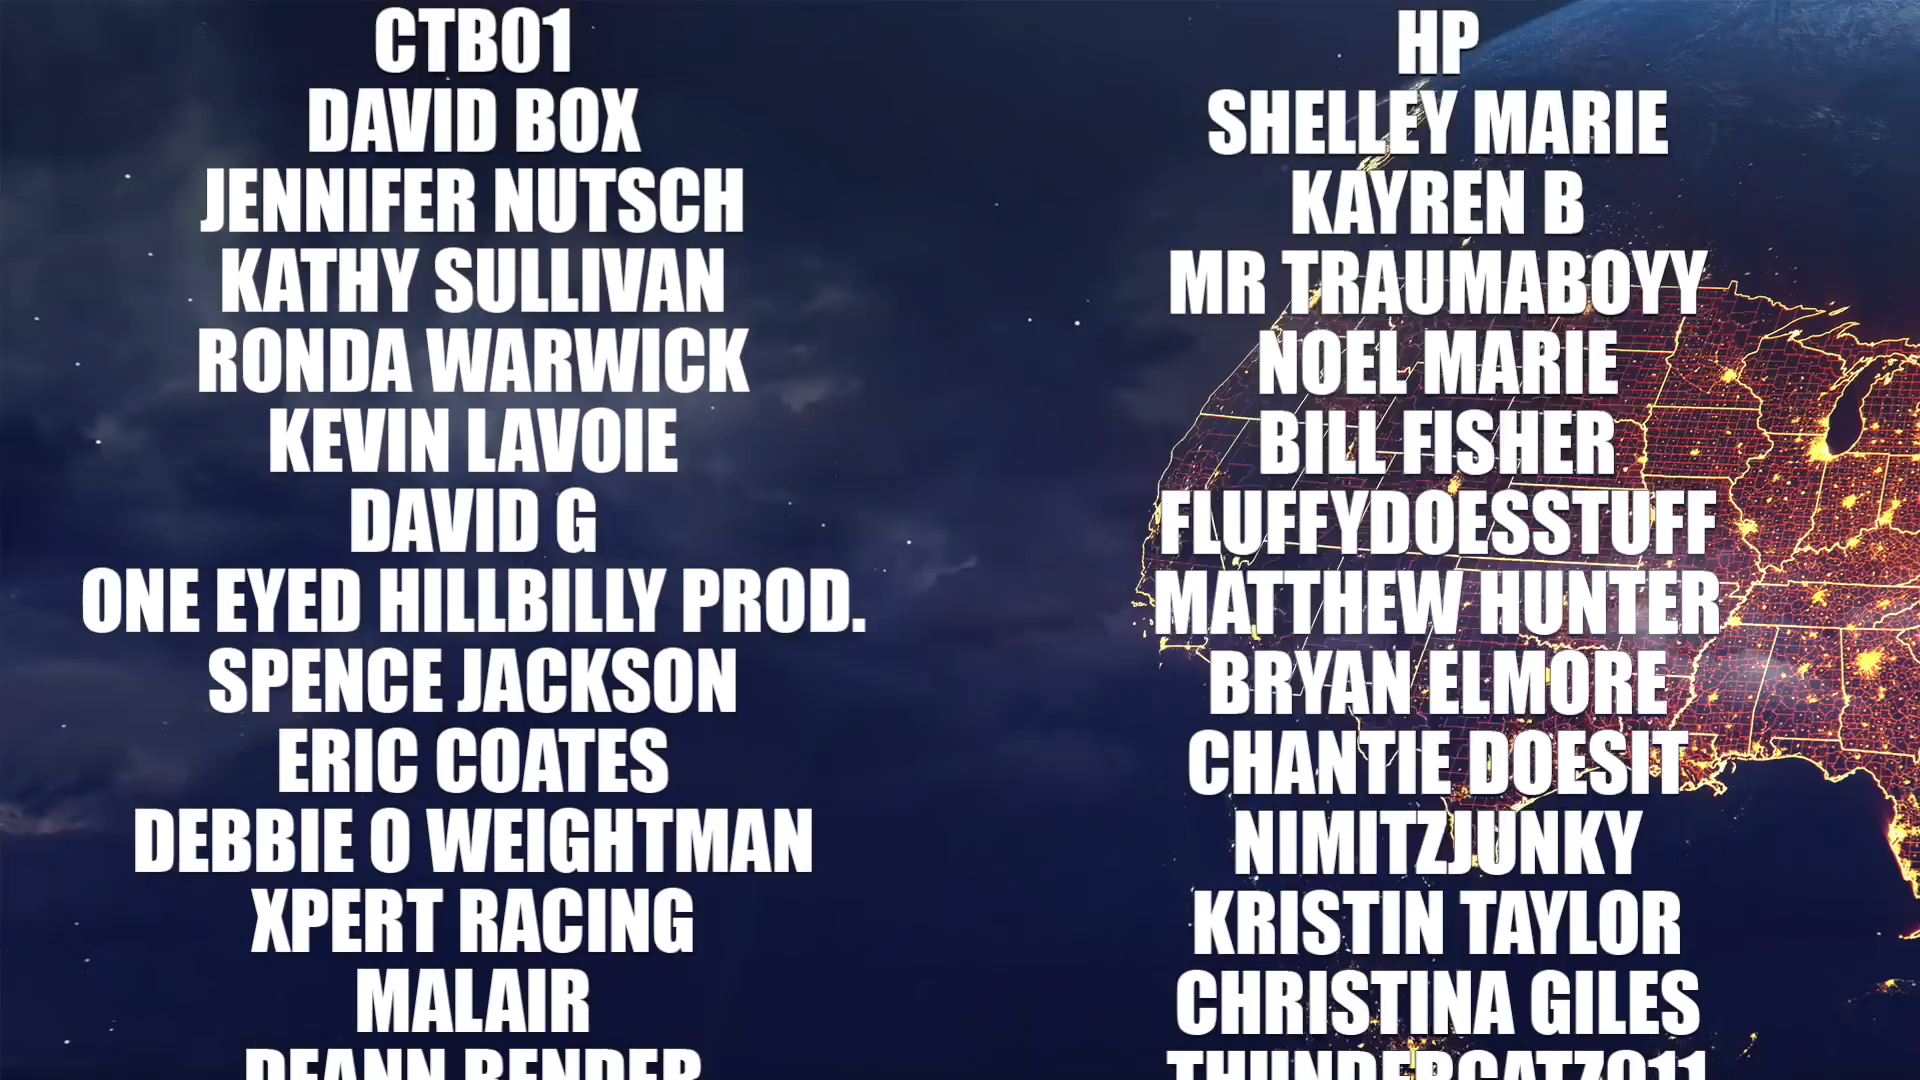 CTB01
DAVID BOX
JENNIFER NUTSCH
KATHY SULLIVAN
RONDA WARWICK
KEVIN LAVOIE
DAVID G
ONE EYED HILLBILLY PROD.
SPENCE JACKSON
ERIC COATES
DEBBIE O WEIGHTMAN
XPERT RACING
MALAIR
DEANN BENDER
HP
SHELLEY MARIE
KAYREN B
MR TRAUMABOYY
NOEL MARIE
BILL FISHER
FLUFFYDOESSTUFF
MATTHEW HUNTER
BRYAN ELMORE
CHANTIE DOESIT
NIMITZJUNKY
KRISTIN TAYLOR
CHRISTINA GILES